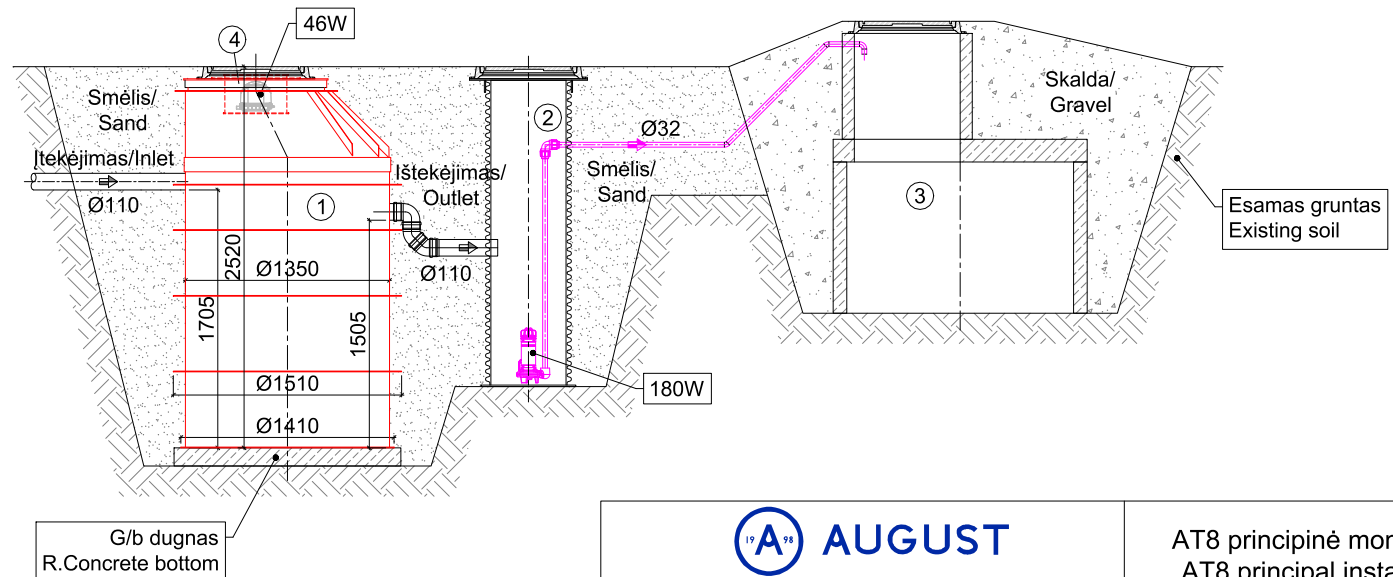 46W
4
Smėlis/
Sand
Įtekėjimas/Inlet
Ø110
1
Ištekėjimas/
Outlet
Ø110
2
Ø32
Smėlis/
Sand
Skalda/
Gravel
3
Esamas gruntas
Existing soil
2520
Ø1350
1705
1505
Ø1510
Ø1410
180W
G/b dugnas
R.Concrete bottom
19 A 98 AUGUST
AT8 principinė mon
AT8 principal insta